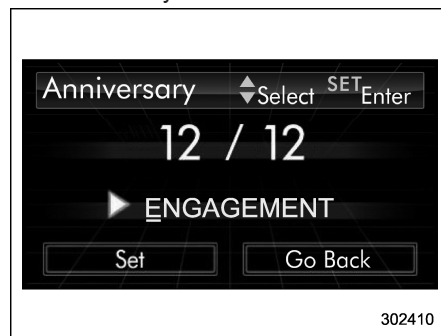 Anniversary Select SET Enter
12 / 12
ENGAGEMENT
Set Go Back
302410